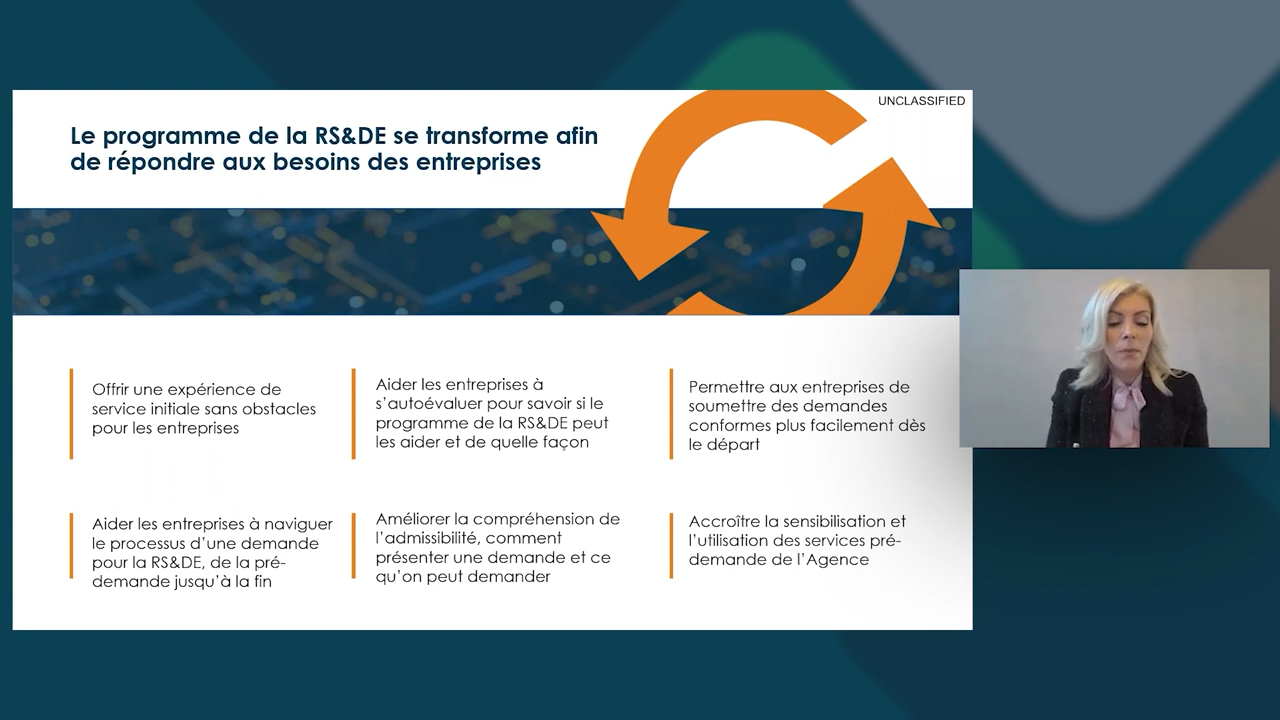 UNCLASSIFIED
Le programme de la RS&DE se transforme afin
de répondre aux besoins des entreprises
Offrir une expérience de
service initiale sans obstacles
pour les entreprises
Aider les entreprises à
s'autoévaluer pour savoir si le
programme de la RS&DE peut
les aider et de quelle façon
Permettre aux entreprises de
soumettre des demandes
conformes plus facilement dès
le départ
Aider les entreprises à naviguer
le processus d'une demande
pour la RS&DE, de la pré-
demande jusqu'à la fin
Améliorer la compréhension de
l'admissibilité, comment
présenter une demande et ce
qu'on peut demander
Accroître la sensibilisation et
l'utilisation des services pré-
demande de l'Agence